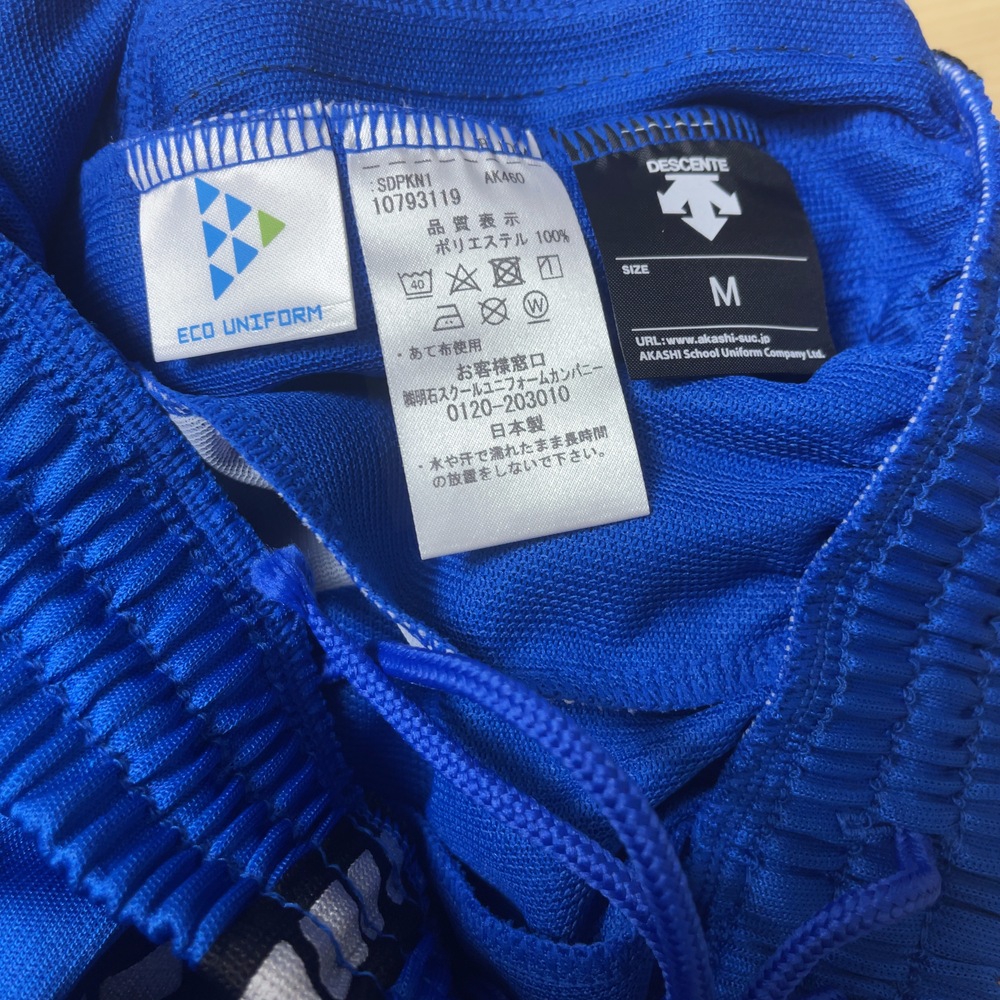 ECO UNIFORM
:SDPKN1 AK460
10793119
品質表示
ポリエステル 100%
40
W
・あて布使用
お客様窓口
㈱明石スクールユニフォームカンパニー
0120-203010
日本製
・水や汗で濡れたまま長時間
の放置をしないで下さい。
DESCENTE
SIZE
M
URL:www.akashi-suc.jp
AKASHI School Uniform Company Ltd.